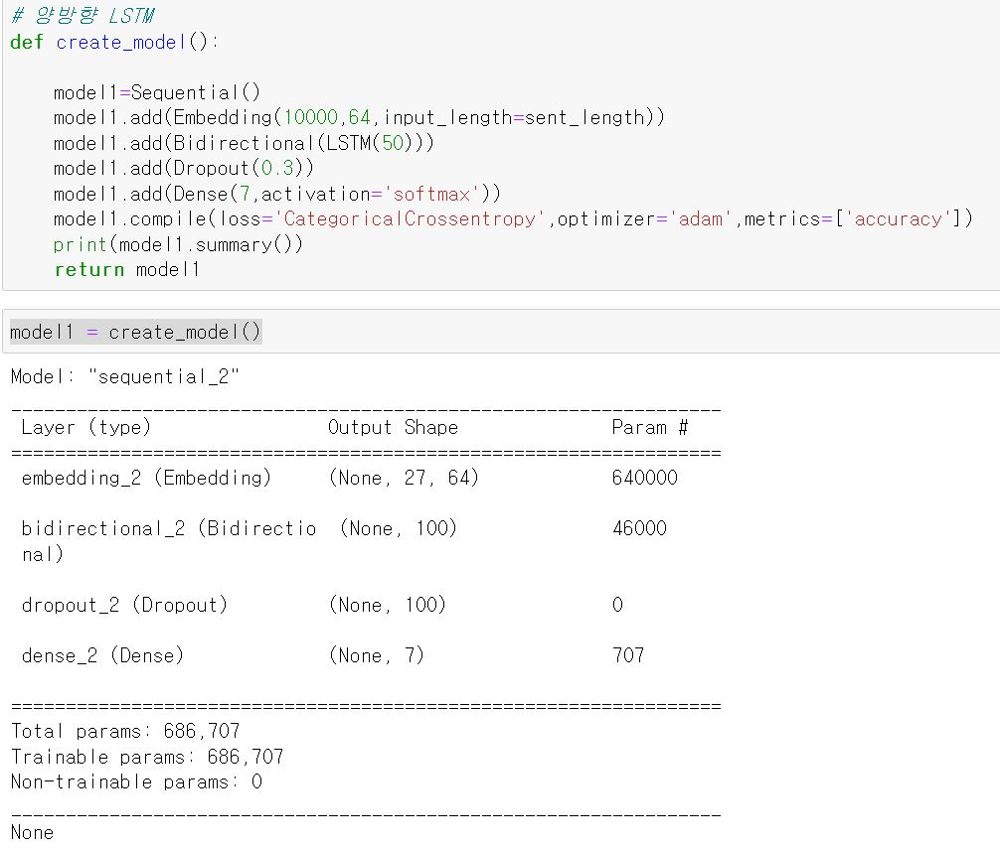 # 양방향 LSTM
def create_model():
model1=Sequential()
model1.add(Embedding(10000,64,input_length=sent_length))
model1.add(Bidirectional(LSTM(50)))
model1.add(Dropout(0.3))
model1.add(Dense(7,activation='softmax'))
model1.compile(loss='CategoricalCrossentropy',optimizer='adam',metrics=['accuracy'])
print(model1.summary())
return model1
model1 = create_model()
Model: "sequential_2"
_________________________________________________________________
Layer (type) Output Shape Param #
=================================================================
embedding_2 (Embedding) (None, 27, 64) 640000
bidirectional_2 (Bidirectio (None, 100) 46000
nal)
dropout_2 (Dropout) (None, 100) 0
dense_2 (Dense) (None, 7) 707
=================================================================
Total params: 686,707
Trainable params: 686,707
Non-trainable params: 0
_________________________________________________________________
None